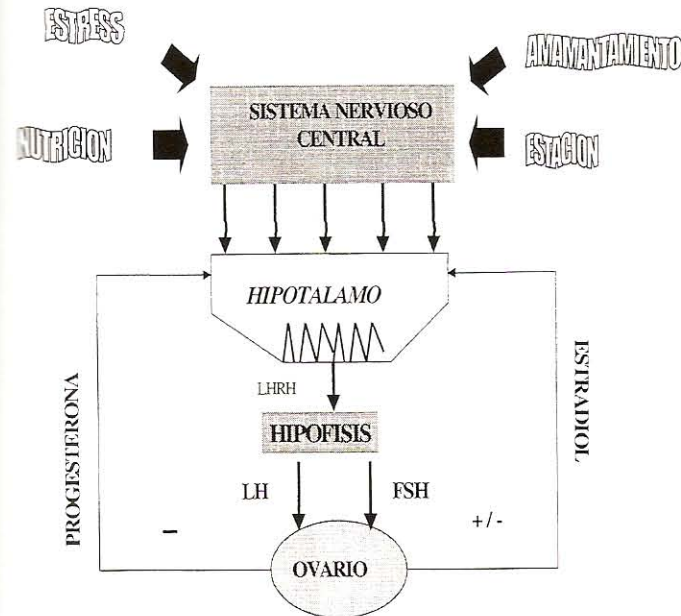 ESTRESS
AMAMANTAMIENTO
SISTEMA NERVIOSO
CENTRAL
NUTRICION
ESTACION
HIPOTALAMO
LHRH
HIPOFISIS
LH
FSH
PROGESTERONA
ESTRADIOL
–
+/-
OVARIO